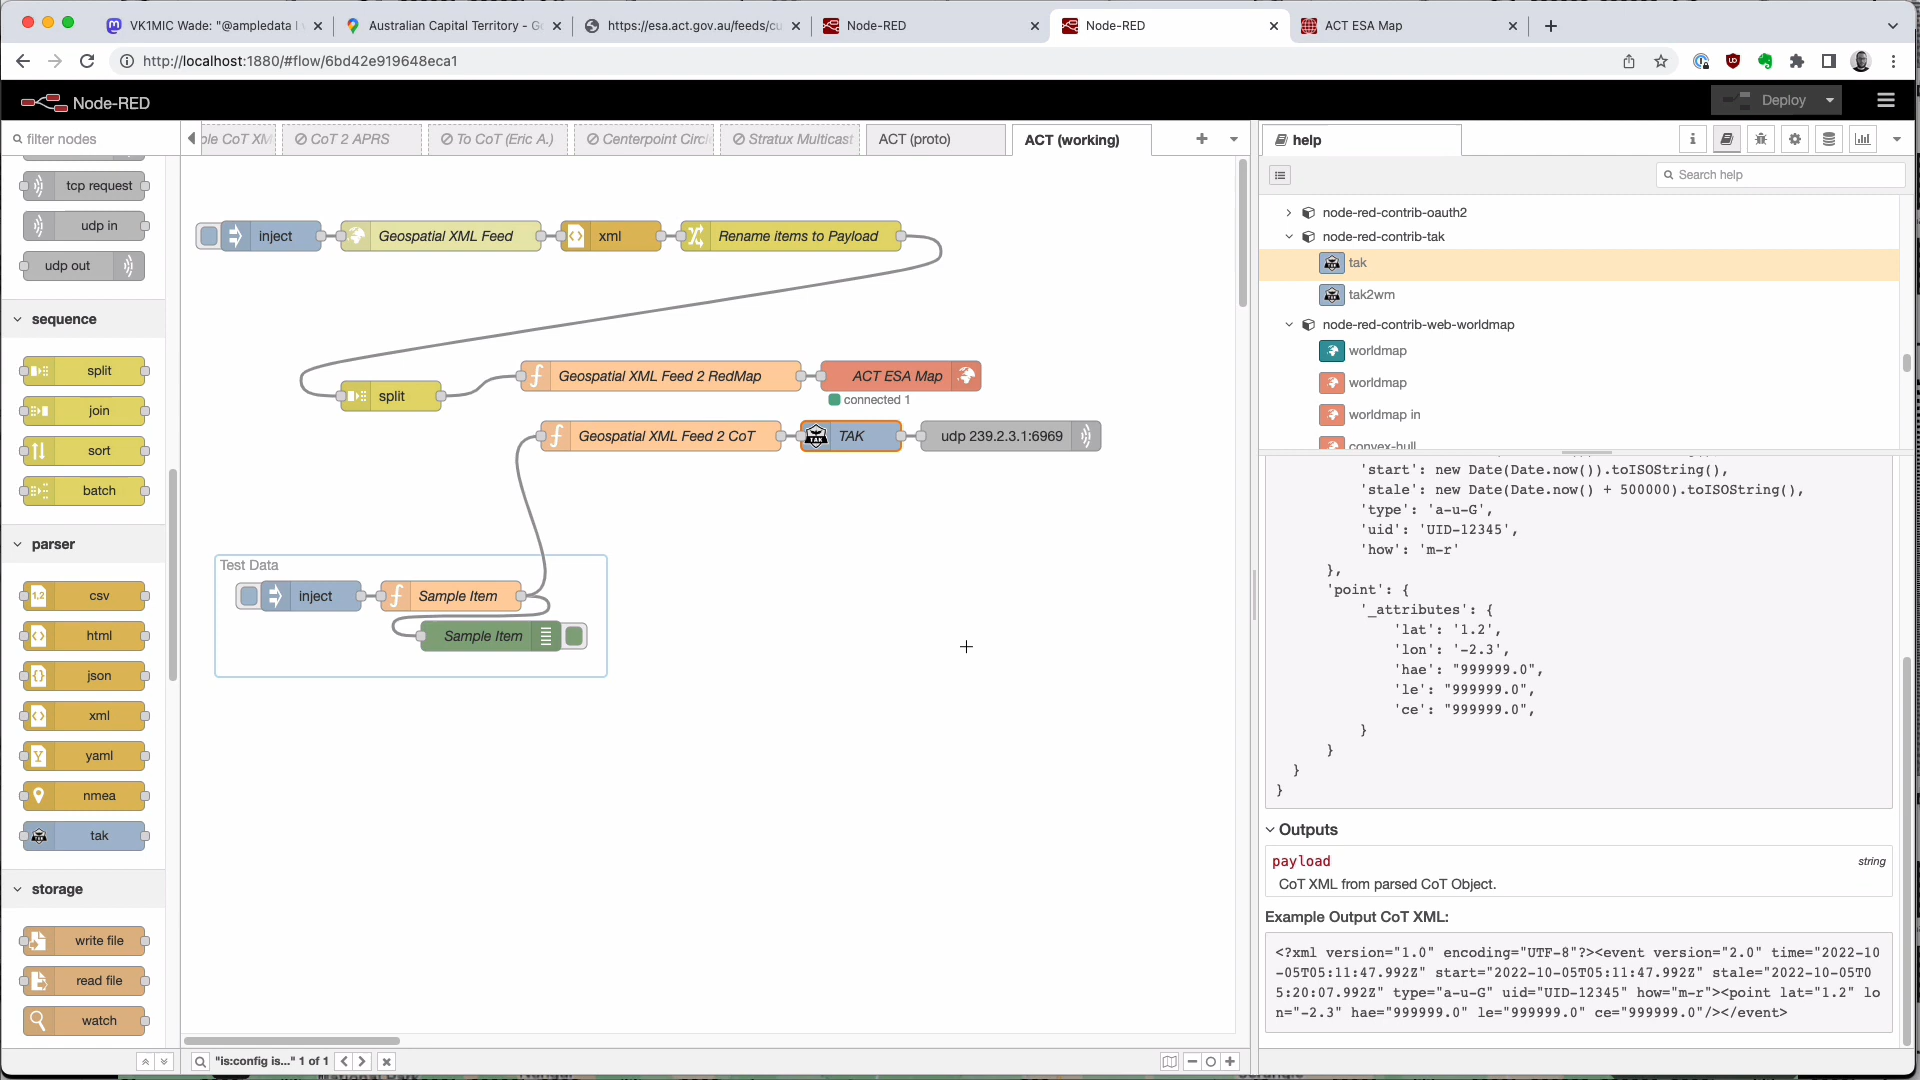 VK1MIC Wade: "@ampledata I
Australian Capital Territory - G
https://esa.act.gov.au/feeds/cu
Node-RED
Node-RED
ACT ESA Map
http://localhost:1880/#flow/6bd42e919648eca1
Node-RED
Deploy
filter nodes
CoT 2 APRS
To CoT (Eric A.)
Centerpoint Circl
Stratux Multicast
ACT (proto)
ACT (working)
help
Search help
tcp request
udp in
udp out
sequence
split
join
sort
batch
parser
csv
html
json
xml
yaml
nmea
tak
storage
write file
read file
watch
inject
Geospatial XML Feed
xml
Rename items to Payload
split
Geospatial XML Feed 2 RedMap
ACT ESA Map
connected 1
Geospatial XML Feed 2 CoT
TAK
udp 239.2.3.1:6969
Test Data
inject
Sample Item
Sample Item
"is:config is..." 1 of 1
node-red-contrib-oauth2
node-red-contrib-tak
tak
tak2wm
node-red-contrib-web-worldmap
worldmap
worldmap
worldmap in
convex-hull
'start': new Date(Date.now()).toISOString(),
'stale': new Date(Date.now() + 500000).toISOString(),
'type': 'a-u-G',
'uid': 'UID-12345',
'how': 'm-r'
},
'point': {
'_attributes': {
'lat': '1.2',
'lon': '-2.3',
'hae': "999999.0",
'le': "999999.0",
'ce': "999999.0",
}
}
}
}
Outputs
payload string
CoT XML from parsed CoT Object.
Example Output CoT XML:
<?xml version="1.0" encoding="UTF-8"?><event version="2.0" time="2022-10
-05T05:11:47.992Z" start="2022-10-05T05:11:47.992Z" stale="2022-10-05T0
5:20:07.992Z" type="a-u-G" uid="UID-12345" how="m-r"><point lat="1.2" lo
n="-2.3" hae="999999.0" le="999999.0" ce="999999.0"/></event>